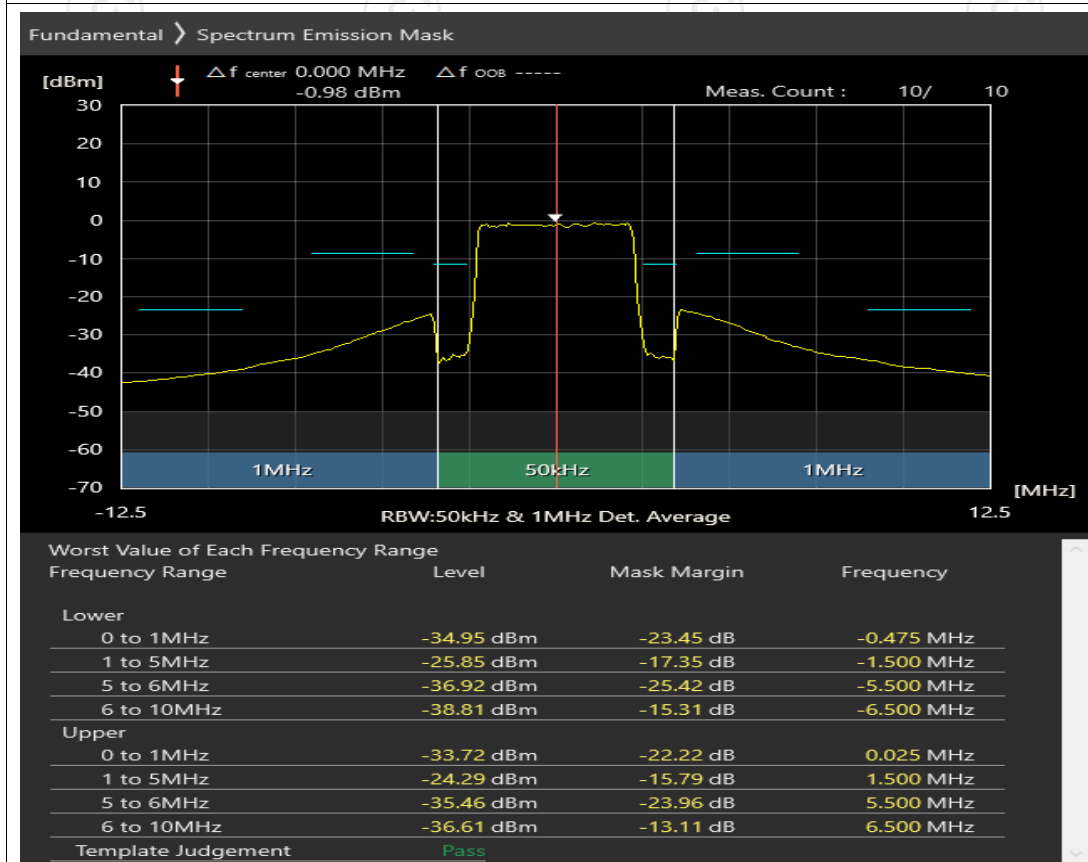 Fundamental 〉 Spectrum Emission Mask
[dBm] Δf center 0.000 MHz Δf OOB -----
-0.98 dBm Meas. Count : 10/ 10
30
20
10
0
-10
-20
-30
-40
-50
-60
1MHz 50kHz 1MHz
-70
[MHz]
-12.5 RBW:50kHz & 1MHz Det. Average 12.5
Worst Value of Each Frequency Range
Frequency Range Level Mask Margin Frequency
Lower
0 to 1MHz -34.95 dBm -23.45 dB -0.475 MHz
1 to 5MHz -25.85 dBm -17.35 dB -1.500 MHz
5 to 6MHz -36.92 dBm -25.42 dB -5.500 MHz
6 to 10MHz -38.81 dBm -15.31 dB -6.500 MHz
Upper
0 to 1MHz -33.72 dBm -22.22 dB 0.025 MHz
1 to 5MHz -24.29 dBm -15.79 dB 1.500 MHz
5 to 6MHz -35.46 dBm -23.96 dB 5.500 MHz
6 to 10MHz -36.61 dBm -13.11 dB 6.500 MHz
Template Judgement Pass